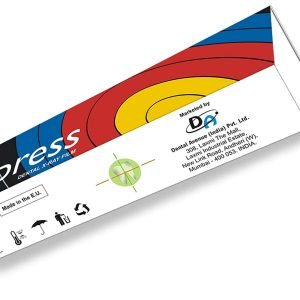 press
DENTAL X-RAY FILM
Made in the E.U.
Marketed by
DA
Dental Avenue (India) Pvt. Ltd.
308, Laxmi The Mall,
Laxmi Industrial Estate,
New Link Road, Andheri (W),
Mumbai - 400 053. INDIA.